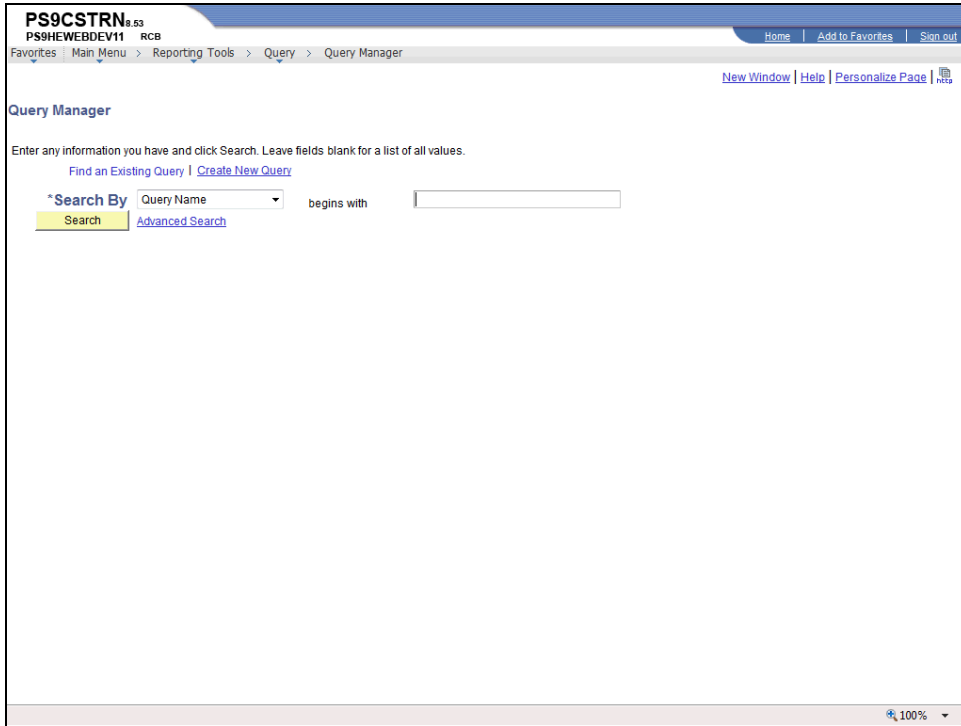 PS9CSTRN8.53
PS9HEWEBDEV11 RCB
Home | Add to Favorites | Sign out
Favorites Main Menu > Reporting Tools > Query > Query Manager
New Window | Help | Personalize Page | http
Query Manager
Enter any information you have and click Search. Leave fields blank for a list of all values.
Find an Existing Query | Create New Query
*Search By Query Name begins with
Search Advanced Search
100%